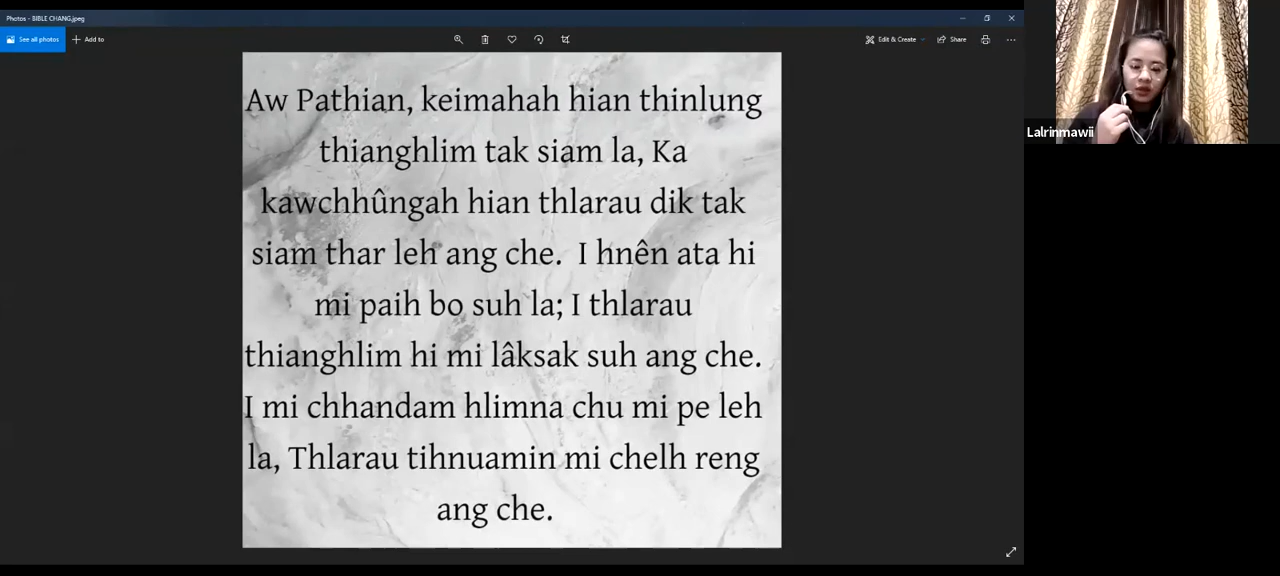 Photos - BIBLE CHANG.jpeg
See all photos
Add to
Edit & Create
Share
Aw Pathian, keimahah hian thinlung
thianghlim tak siam la, Ka
kawchhûngah hian thlarau dik tak
siam thar leh ang che.  I hnên ata hi
mi paih bo suh la; I thlarau
thianghlim hi mi lâksak suh ang che.
I mi chhandam hlimna chu mi pe leh
la, Thlarau tihnuamin mi chelh reng
ang che.
Lalrinmawii